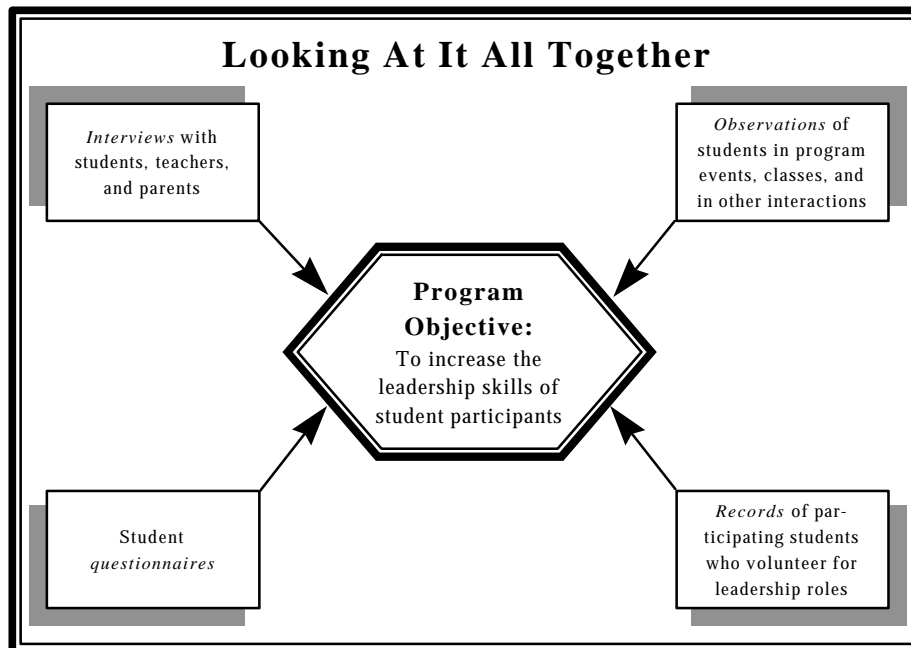 Looking At It All Together
Interviews with
students, teachers,
and parents
Observations of
students in program
events, classes, and
in other interactions
Program
Objective:
To increase the
leadership skills of
student participants
Student
questionnaires
Records of par-
ticipating students
who volunteer for
leadership roles